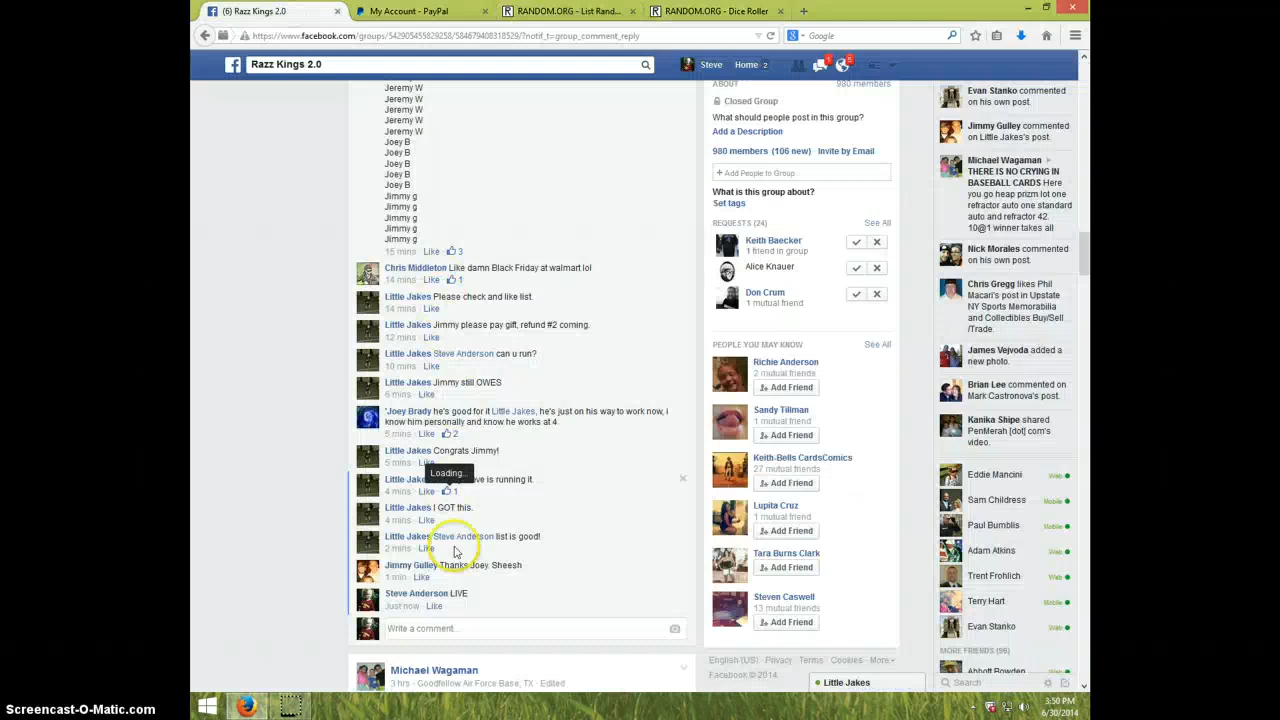 (6) Razz Kings 2.0
My Account - PayPal
RANDOM.ORG - List Rand...
RANDOM.ORG - Dice Roller
https://www.facebook.com/groups/542905455829258/584679408318529/?notif_t=group_comment_reply
Google
Razz Kings 2.0
Steve
Home 2
Jeremy W
Jeremy W
Jeremy W
Jeremy W
Jeremy W
Joey B
Joey B
Joey B
Joey B
Joey B
Jimmy g
Jimmy g
Jimmy g
Jimmy g
Jimmy g
15 mins Like 3
Chris Middleton Like damn Black Friday at walmart lol
14 mins Like 1
Little Jakes Please check and like list.
14 mins Like
Little Jakes Jimmy please pay gift, refund #2 coming.
12 mins Like
Little Jakes Steve Anderson can u run?
10 mins Like
Little Jakes Jimmy still OWES
6 mins Like
'Joey Brady he's good for it Little Jakes, he's just on his way to work now, i
know him personally and know he works at 4
5 mins Like 2
Little Jakes Congrats Jimmy!
5 mins Like
Loading...
Little Jakes is running it.
4 mins Like 1
Little Jakes I GOT this.
4 mins Like
Little Jakes Steve Anderson list is good!
2 mins Like
Jimmy Gulley Thanks Joey. Sheesh
1 min Like
Steve Anderson LIVE
Just now Like
Write a comment...
Michael Wagaman
3 hrs · Goodfellow Air Force Base, TX · Edited
ABOUT 980 members
Closed Group
What should people post in this group?
Add a Description
980 members (106 new) Invite by Email
+ Add People to Group
What is this group about?
Set tags
REQUESTS (24) See All
Keith Baecker
1 friend in group
Alice Knauer
Don Crum
1 mutual friend
PEOPLE YOU MAY KNOW See All
Richie Anderson
2 mutual friends
Add Friend
Sandy Tillman
Add Friend
Keith-Bells CardsComics
27 mutual friends
Add Friend
Lupita Cruz
1 mutual friend
Add Friend
Tara Burns Clark
Add Friend
Steven Caswell
13 mutual friends
Add Friend
English (US) · Privacy · Terms · Cookies · More
Facebook © 2014
Little Jakes
Evan Stanko commented
on his own post.
Jimmy Gulley commented
on Little Jakes's post.
Michael Wagaman
THERE IS NO CRYING IN
BASEBALL CARDS Here
you go heap prizm lot one
refractor auto one standard
auto and refractor 42.
10@1 winner takes all
Nick Morales commented
on his own post.
Chris Gregg likes Phil
Macari's post in Upstate
NY Sports Memorabilia
and Collectibles Buy/Sell
/Trade.
James Vejvoda added a
new photo.
Brian Lee commented on
Mark Castronova's post.
Kanika Shipe shared
PenMerah [dot] com's
video.
Eddie Mancini Web
Sam Childress Mobile
Paul Bumblis
Adam Atkins
Trent Frohlich
Terry Hart Mobile
Evan Stanko Web
MORE FRIENDS (96)
Abbott Bowden
Search
3:50 PM
6/30/2014
Screencast-O-Matic.com